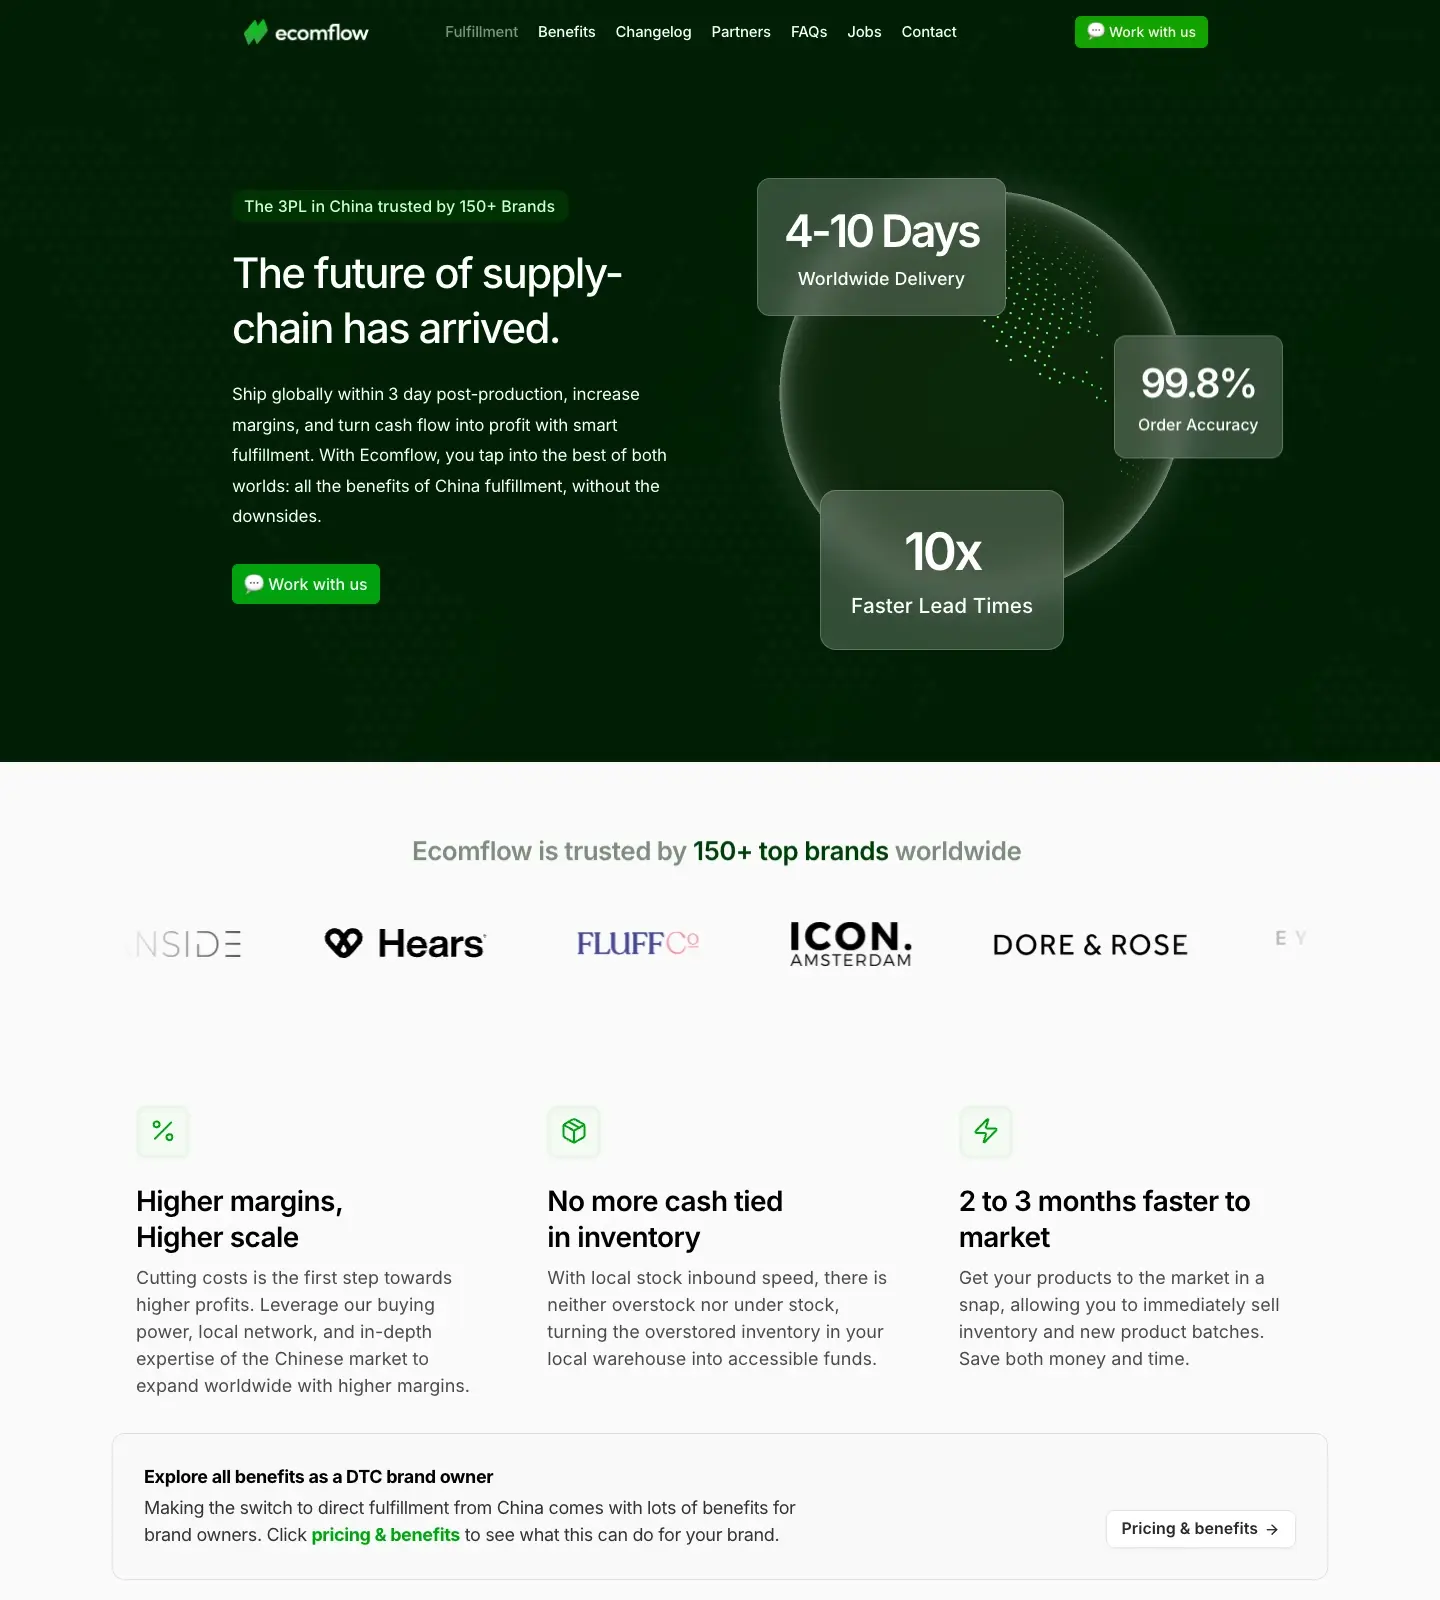 ecomflow
Fulfillment Benefits Changelog Partners FAQs Jobs Contact
Work with us
The 3PL in China trusted by 150+ Brands
The future of supply-
chain has arrived.
Ship globally within 3 day post-production, increase
margins, and turn cash flow into profit with smart
fulfillment. With Ecomflow, you tap into the best of both
worlds: all the benefits of China fulfillment, without the
downsides.
Work with us
4-10 Days
Worldwide Delivery
99.8%
Order Accuracy
10x
Faster Lead Times
Ecomflow is trusted by 150+ top brands worldwide
NSIDE
Hears
FLUFFCo
ICON.
AMSTERDAM
DORE & ROSE
EY
Higher margins,
Higher scale
Cutting costs is the first step towards
higher profits. Leverage our buying
power, local network, and in-depth
expertise of the Chinese market to
expand worldwide with higher margins.
No more cash tied
in inventory
With local stock inbound speed, there is
neither overstock nor under stock,
turning the overstored inventory in your
local warehouse into accessible funds.
2 to 3 months faster to
market
Get your products to the market in a
snap, allowing you to immediately sell
inventory and new product batches.
Save both money and time.
Explore all benefits as a DTC brand owner
Making the switch to direct fulfillment from China comes with lots of benefits for
brand owners. Click pricing & benefits to see what this can do for your brand.
Pricing & benefits →